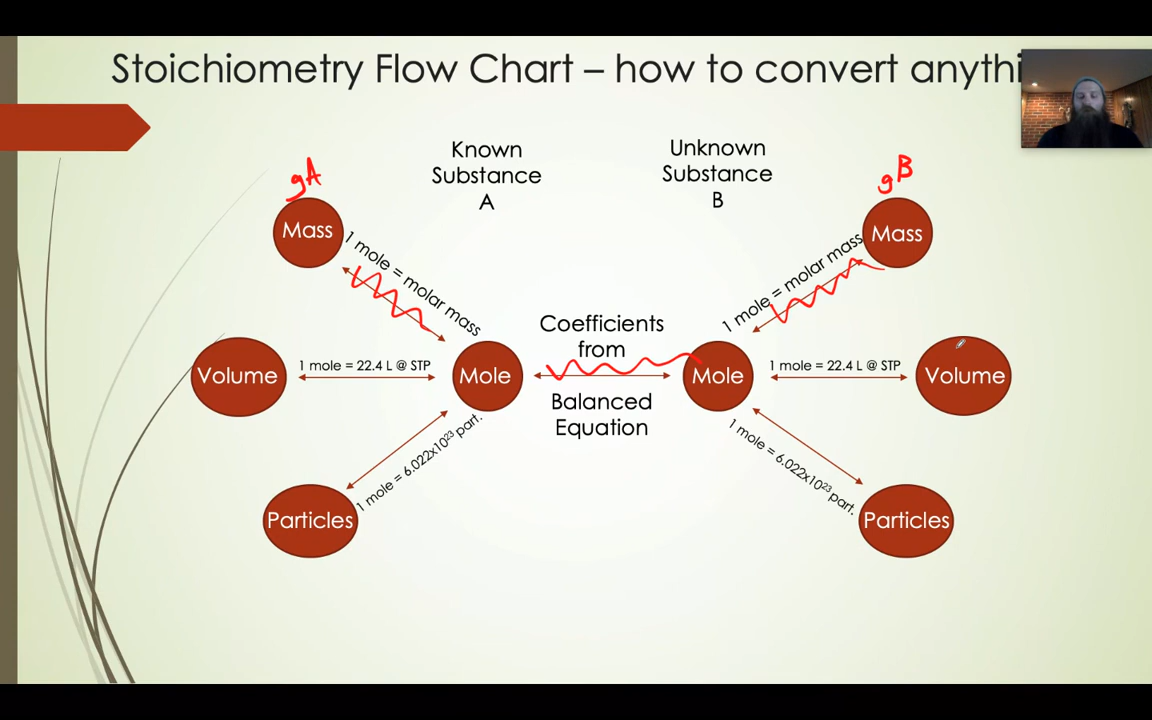 Stoichiometry Flow Chart – how to convert
Known
Substance
A
Unknown
Substance
B
gA
gB
Mass
1 mole = molar mass
1 mole = molar mass
Mass
Volume
1 mole = 22.4 L @ STP
Mole
Coefficients
from
Balanced
Equation
Mole
1 mole = 22.4 L @ STP
Volume
1 mole = 6.022x10²³ part.
1 mole = 6.022x10²³ part.
Particles
Particles